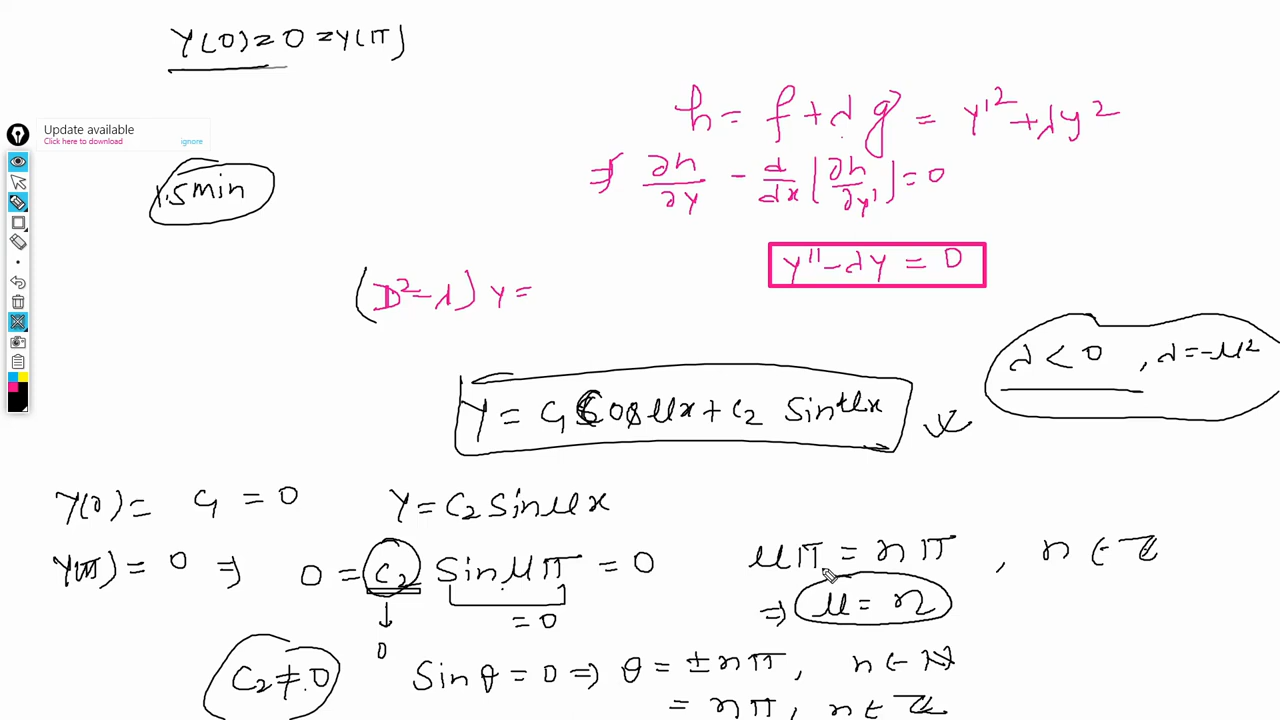 Y(0) = 0 = Y(π)
h = f + λg = y'² + λy²
Update available
Click here to download ignore
⇒ ∂h/∂y - d/dx (∂h/∂y') = 0
1.5min
y'' - λy = 0
(D² - λ) Y =
λ < 0 , λ = -μ²
Y = C₁ Cos μx + C₂ Sin μx
Y(0) = C₁ = 0 Y = C₂ Sin μx
Y(π) = 0 ⇒ 0 = C₂ Sin μπ = 0 μπ = nπ , n ∈ ℤ
= 0 ⇒ μ = n
0
C₂ ≠ 0 Sin θ = 0 ⇒ θ = ± nπ, n ∈ N
= nπ, n ∈ ℤ